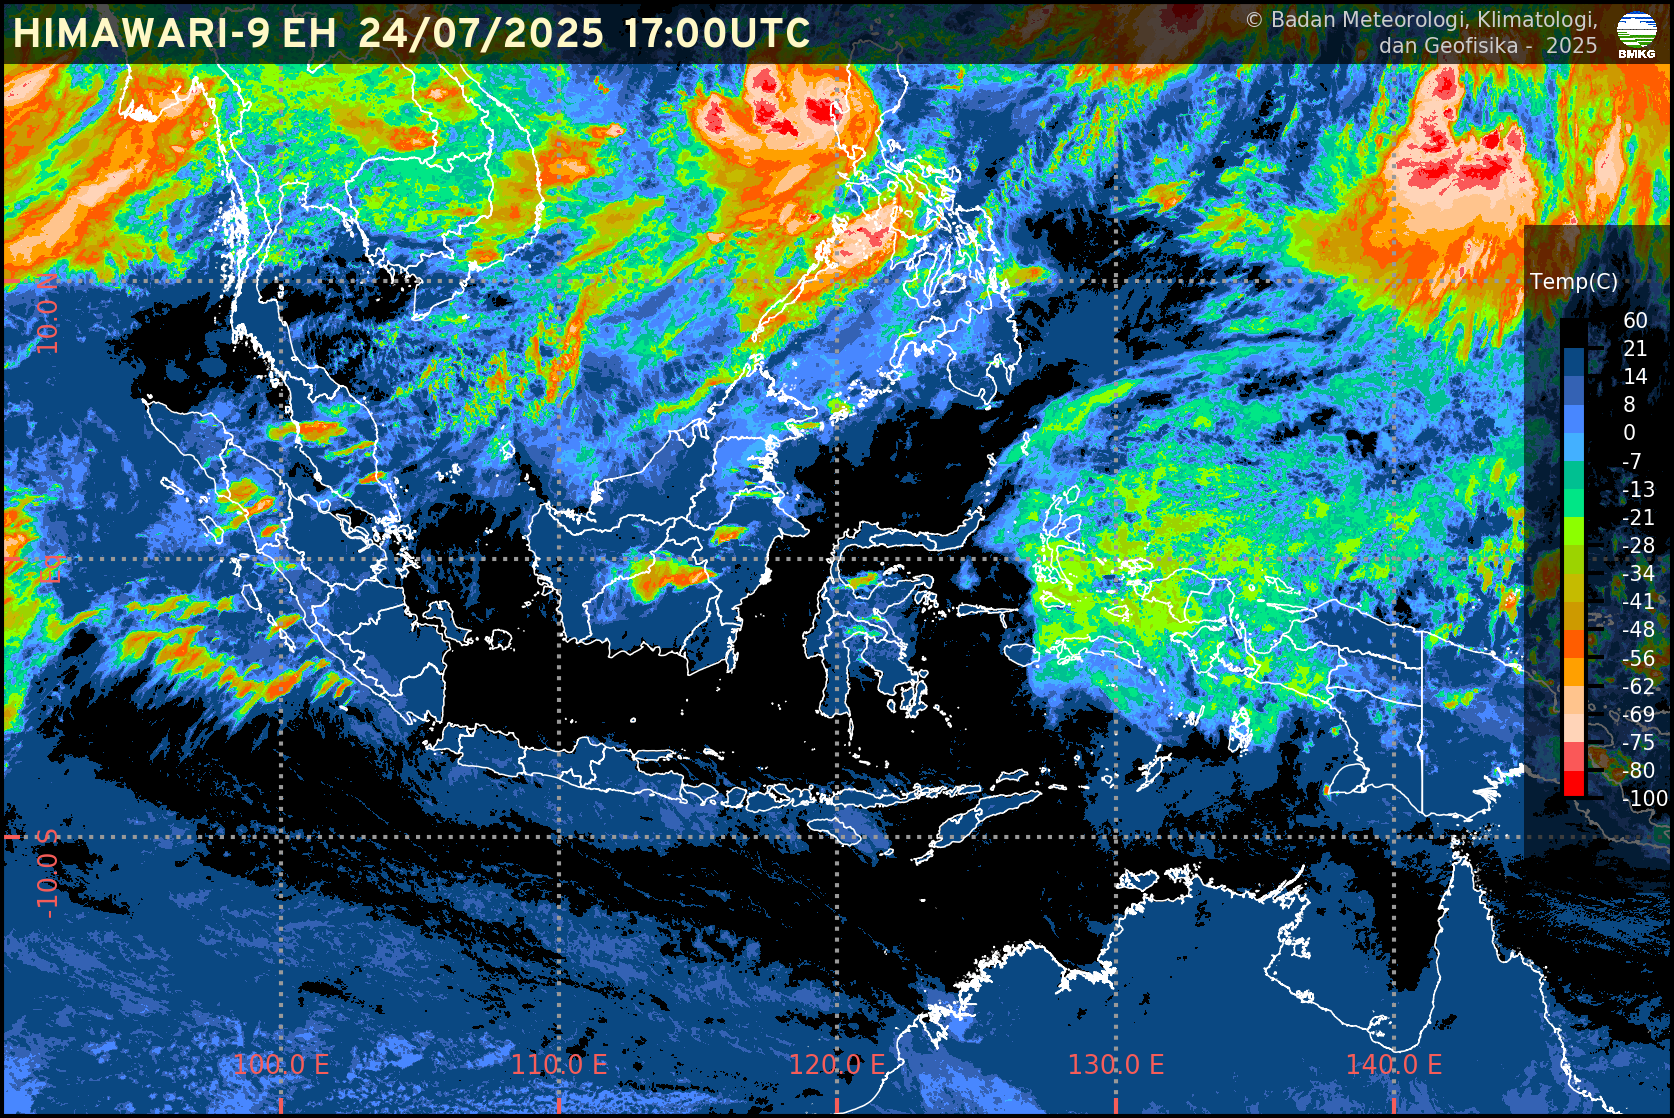 HIMAWARI-9 EH 24/07/2025 17:00UTC
© Badan Meteorologi, Klimatologi,
dan Geofisika - 2025
BMKG
10.0 N
Eq
-10.0 S
Temp(C)
60
21
14
8
0
-7
-13
-21
-28
-34
-41
-48
-56
-62
-69
-75
-80
-100
100.0 E
110.0 E
120.0 E
130.0 E
140.0 E